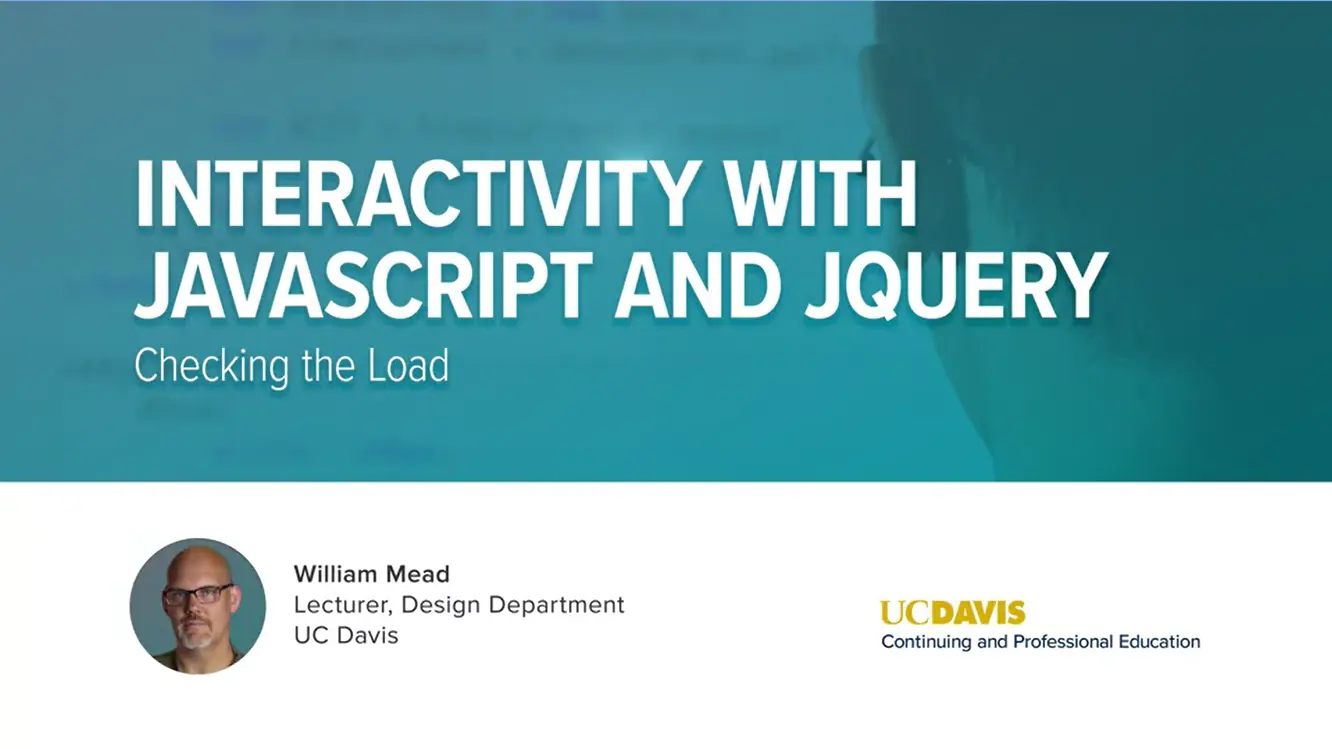 INTERACTIVITY WITH
JAVASCRIPT AND JQUERY
Checking the Load
William Mead
Lecturer, Design Department
UC Davis
UCDAVIS
Continuing and Professional Education